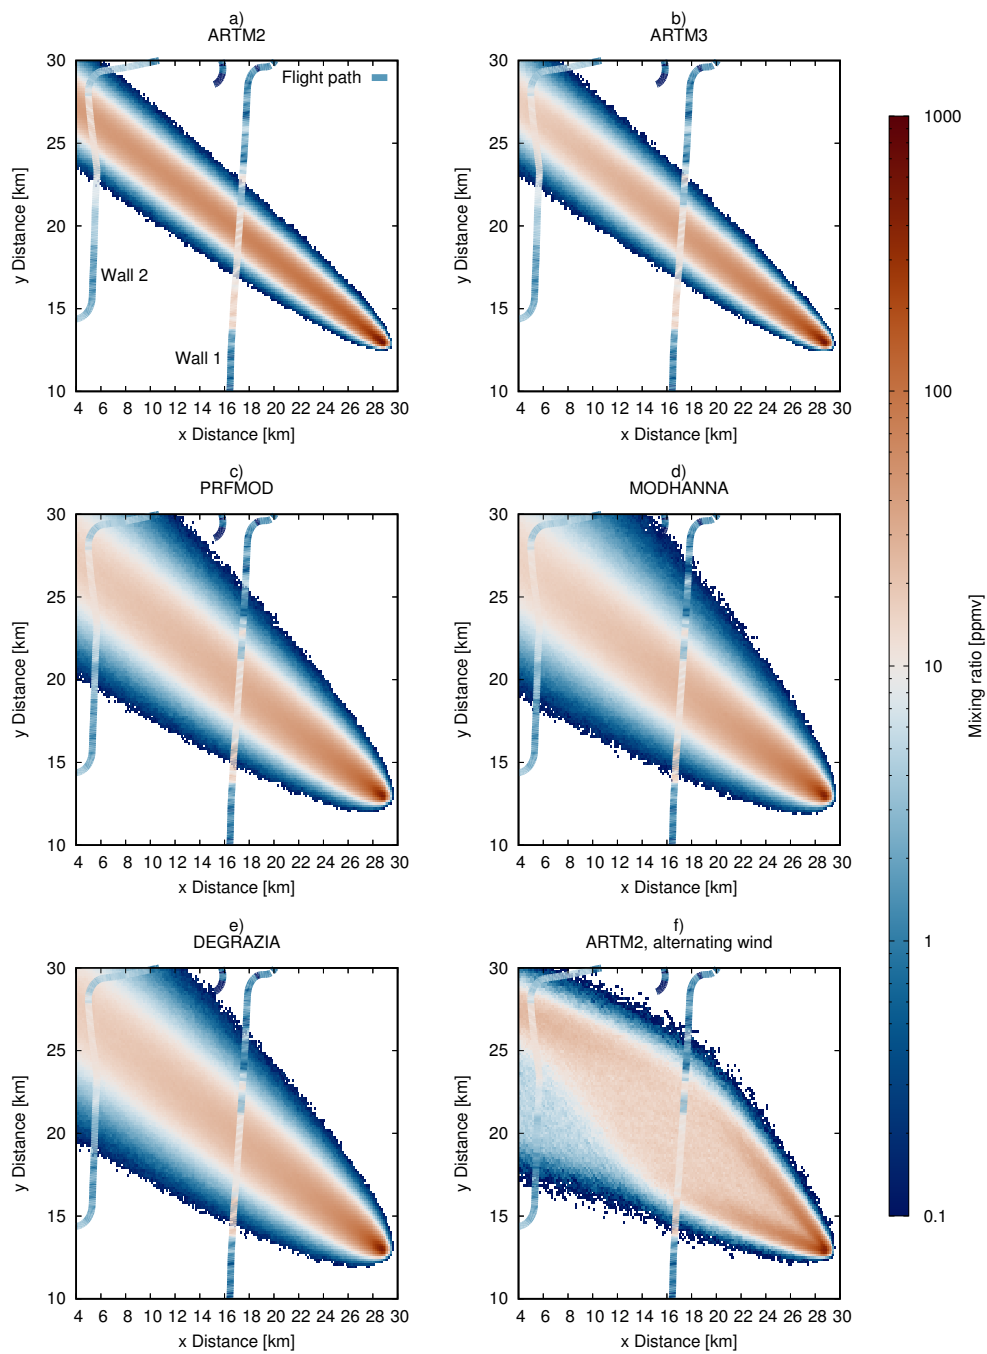 a)
ARTM2
30
25
20
15
10
y Distance [km]
Flight path
Wall 2
Wall 1
4 6 8 10 12 14 16 18 20 22 24 26 28 30
x Distance [km]
b)
ARTM3
30
25
20
15
10
y Distance [km]
4 6 8 10 12 14 16 18 20 22 24 26 28 30
x Distance [km]
c)
PRFMOD
30
25
20
15
10
y Distance [km]
4 6 8 10 12 14 16 18 20 22 24 26 28 30
x Distance [km]
d)
MODHANNA
30
25
20
15
10
y Distance [km]
4 6 8 10 12 14 16 18 20 22 24 26 28 30
x Distance [km]
e)
DEGRAZIA
30
25
20
15
10
y Distance [km]
4 6 8 10 12 14 16 18 20 22 24 26 28 30
x Distance [km]
f)
ARTM2, alternating wind
30
25
20
15
10
y Distance [km]
4 6 8 10 12 14 16 18 20 22 24 26 28 30
x Distance [km]
1000
100
10
1
0.1
Mixing ratio [ppmv]